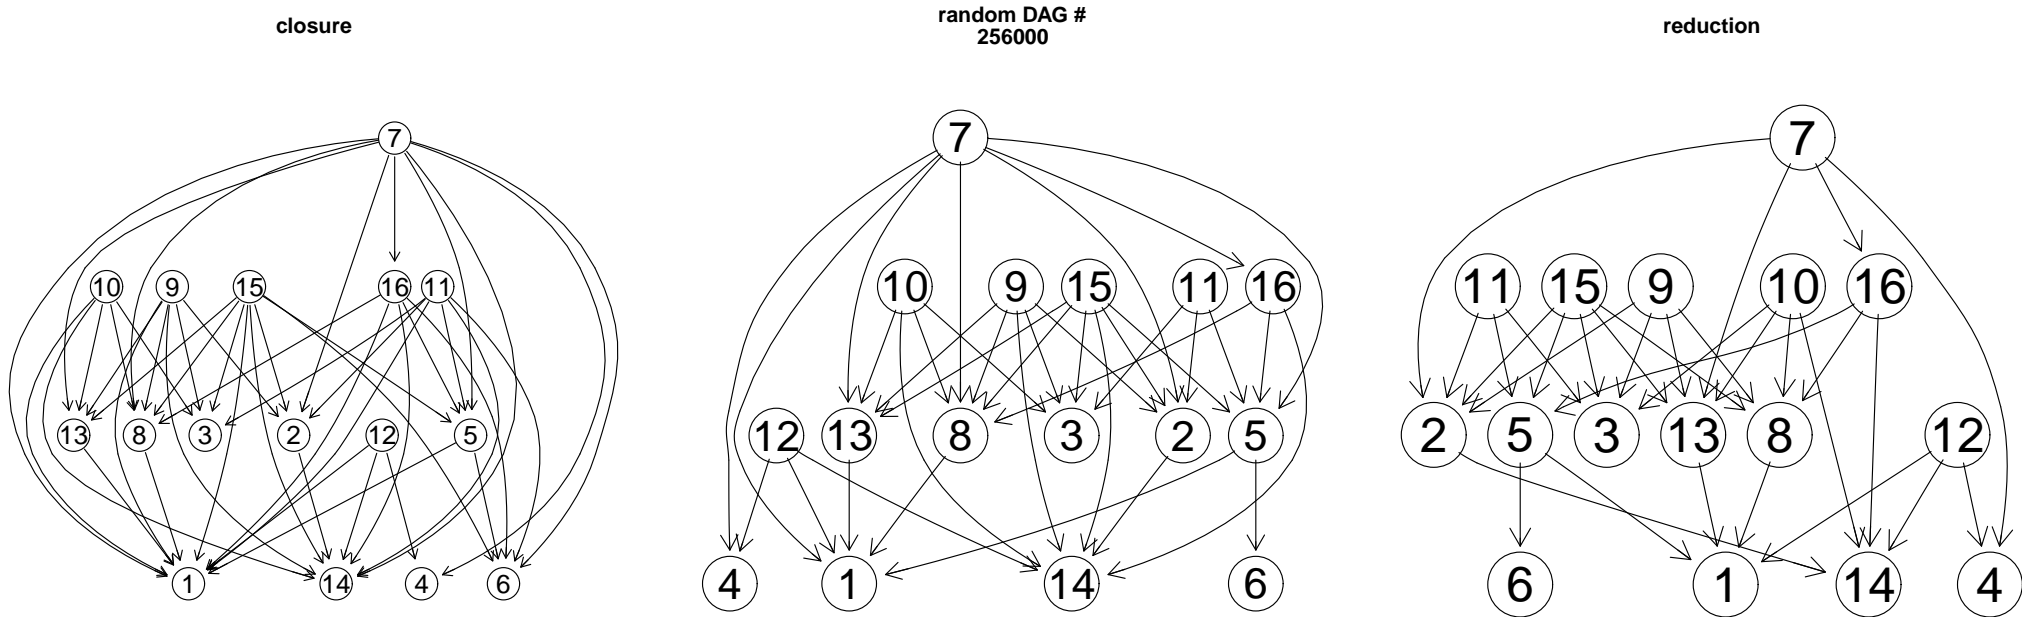 closure
random DAG #
256000
reduction
7
10 9 15 16 11
13 8 3 2 12 5
1 14 4 6
7
10 9 15 11 16
12 13 8 3 2 5
4 1 14 6
7
11 15 9 10 16
2 5 3 13 8 12
6 1 14 4